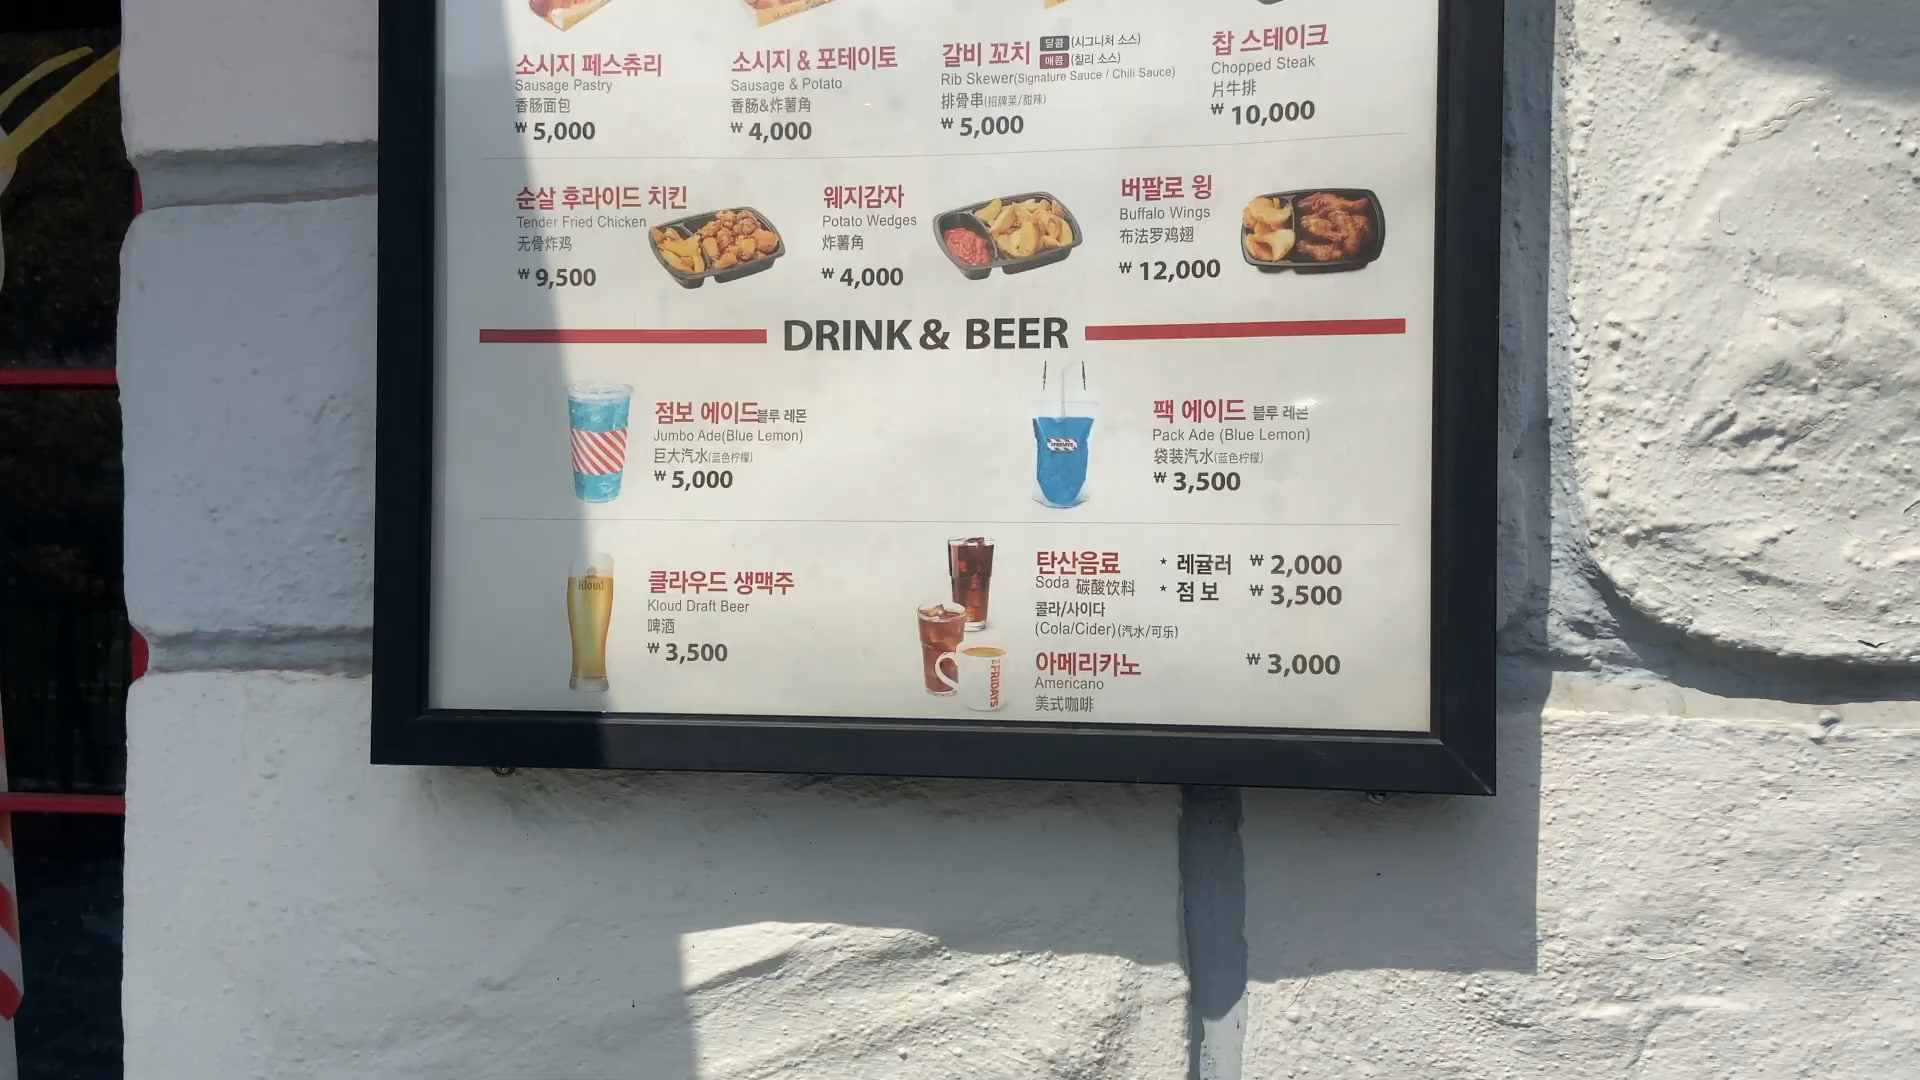 소시지 페스츄리
Sausage Pastry
香肠面包
₩ 5,000
소시지 & 포테이토
Sausage & Potato
香肠&炸薯角
₩ 4,000
갈비 꼬치 달콤 (시그니처 소스)
매콤 (칠리 소스)
Rib Skewer(Signature Sauce / Chili Sauce)
排骨串(招牌菜/甜辣)
₩ 5,000
찹 스테이크
Chopped Steak
片牛排
₩ 10,000
순살 후라이드 치킨
Tender Fried Chicken
无骨炸鸡
₩ 9,500
웨지감자
Potato Wedges
炸薯角
₩ 4,000
버팔로 윙
Buffalo Wings
布法罗鸡翅
₩ 12,000
DRINK & BEER
점보 에이드 블루 레몬
Jumbo Ade(Blue Lemon)
巨大汽水(蓝色柠檬)
₩ 5,000
FRIDAYS
팩 에이드 블루 레몬
Pack Ade (Blue Lemon)
袋装汽水(蓝色柠檬)
₩ 3,500
Kloud
클라우드 생맥주
Kloud Draft Beer
啤酒
₩ 3,500
탄산음료 * 레귤러 ₩ 2,000
Soda 碳酸饮料 * 점보 ₩ 3,500
콜라/사이다
(Cola/Cider)(汽水/可乐)
아메리카노 ₩ 3,000
Americano
美式咖啡
FRIDAYS